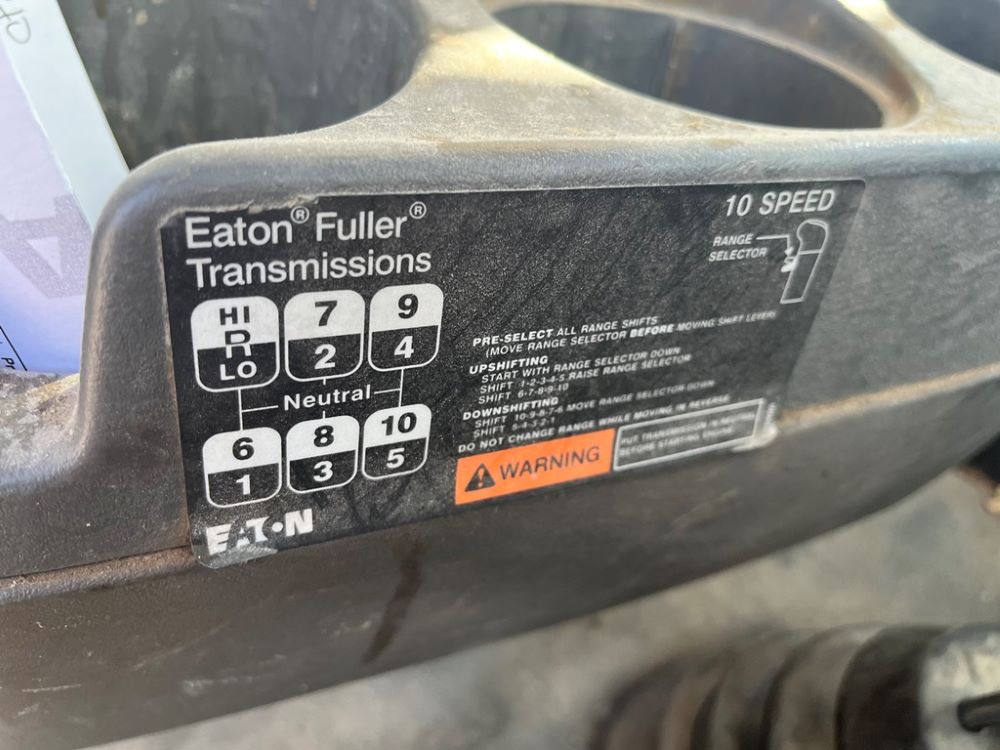 Eaton® Fuller®
Transmissions
HI
R
LO
7
2
9
4
Neutral
6
1
8
3
10
5
EATON
10 SPEED
RANGE
SELECTOR
PRE-SELECT ALL RANGE SHIFTS
(MOVE RANGE SELECTOR BEFORE MOVING SHIFT LEVER)
UPSHIFTING
START WITH RANGE SELECTOR DOWN
SHIFT 1-2-3-4-5 RAISE RANGE SELECTOR
SHIFT 6-7-8-9-10
DOWNSHIFTING
SHIFT 10-9-8-7-6 MOVE RANGE SELECTOR DOWN
SHIFT 5-4-3-2-1
DO NOT CHANGE RANGE WHILE MOVING IN REVERSE
WARNING
PUT TRANSMISSION IN NEUTRAL
BEFORE STARTING ENGINE